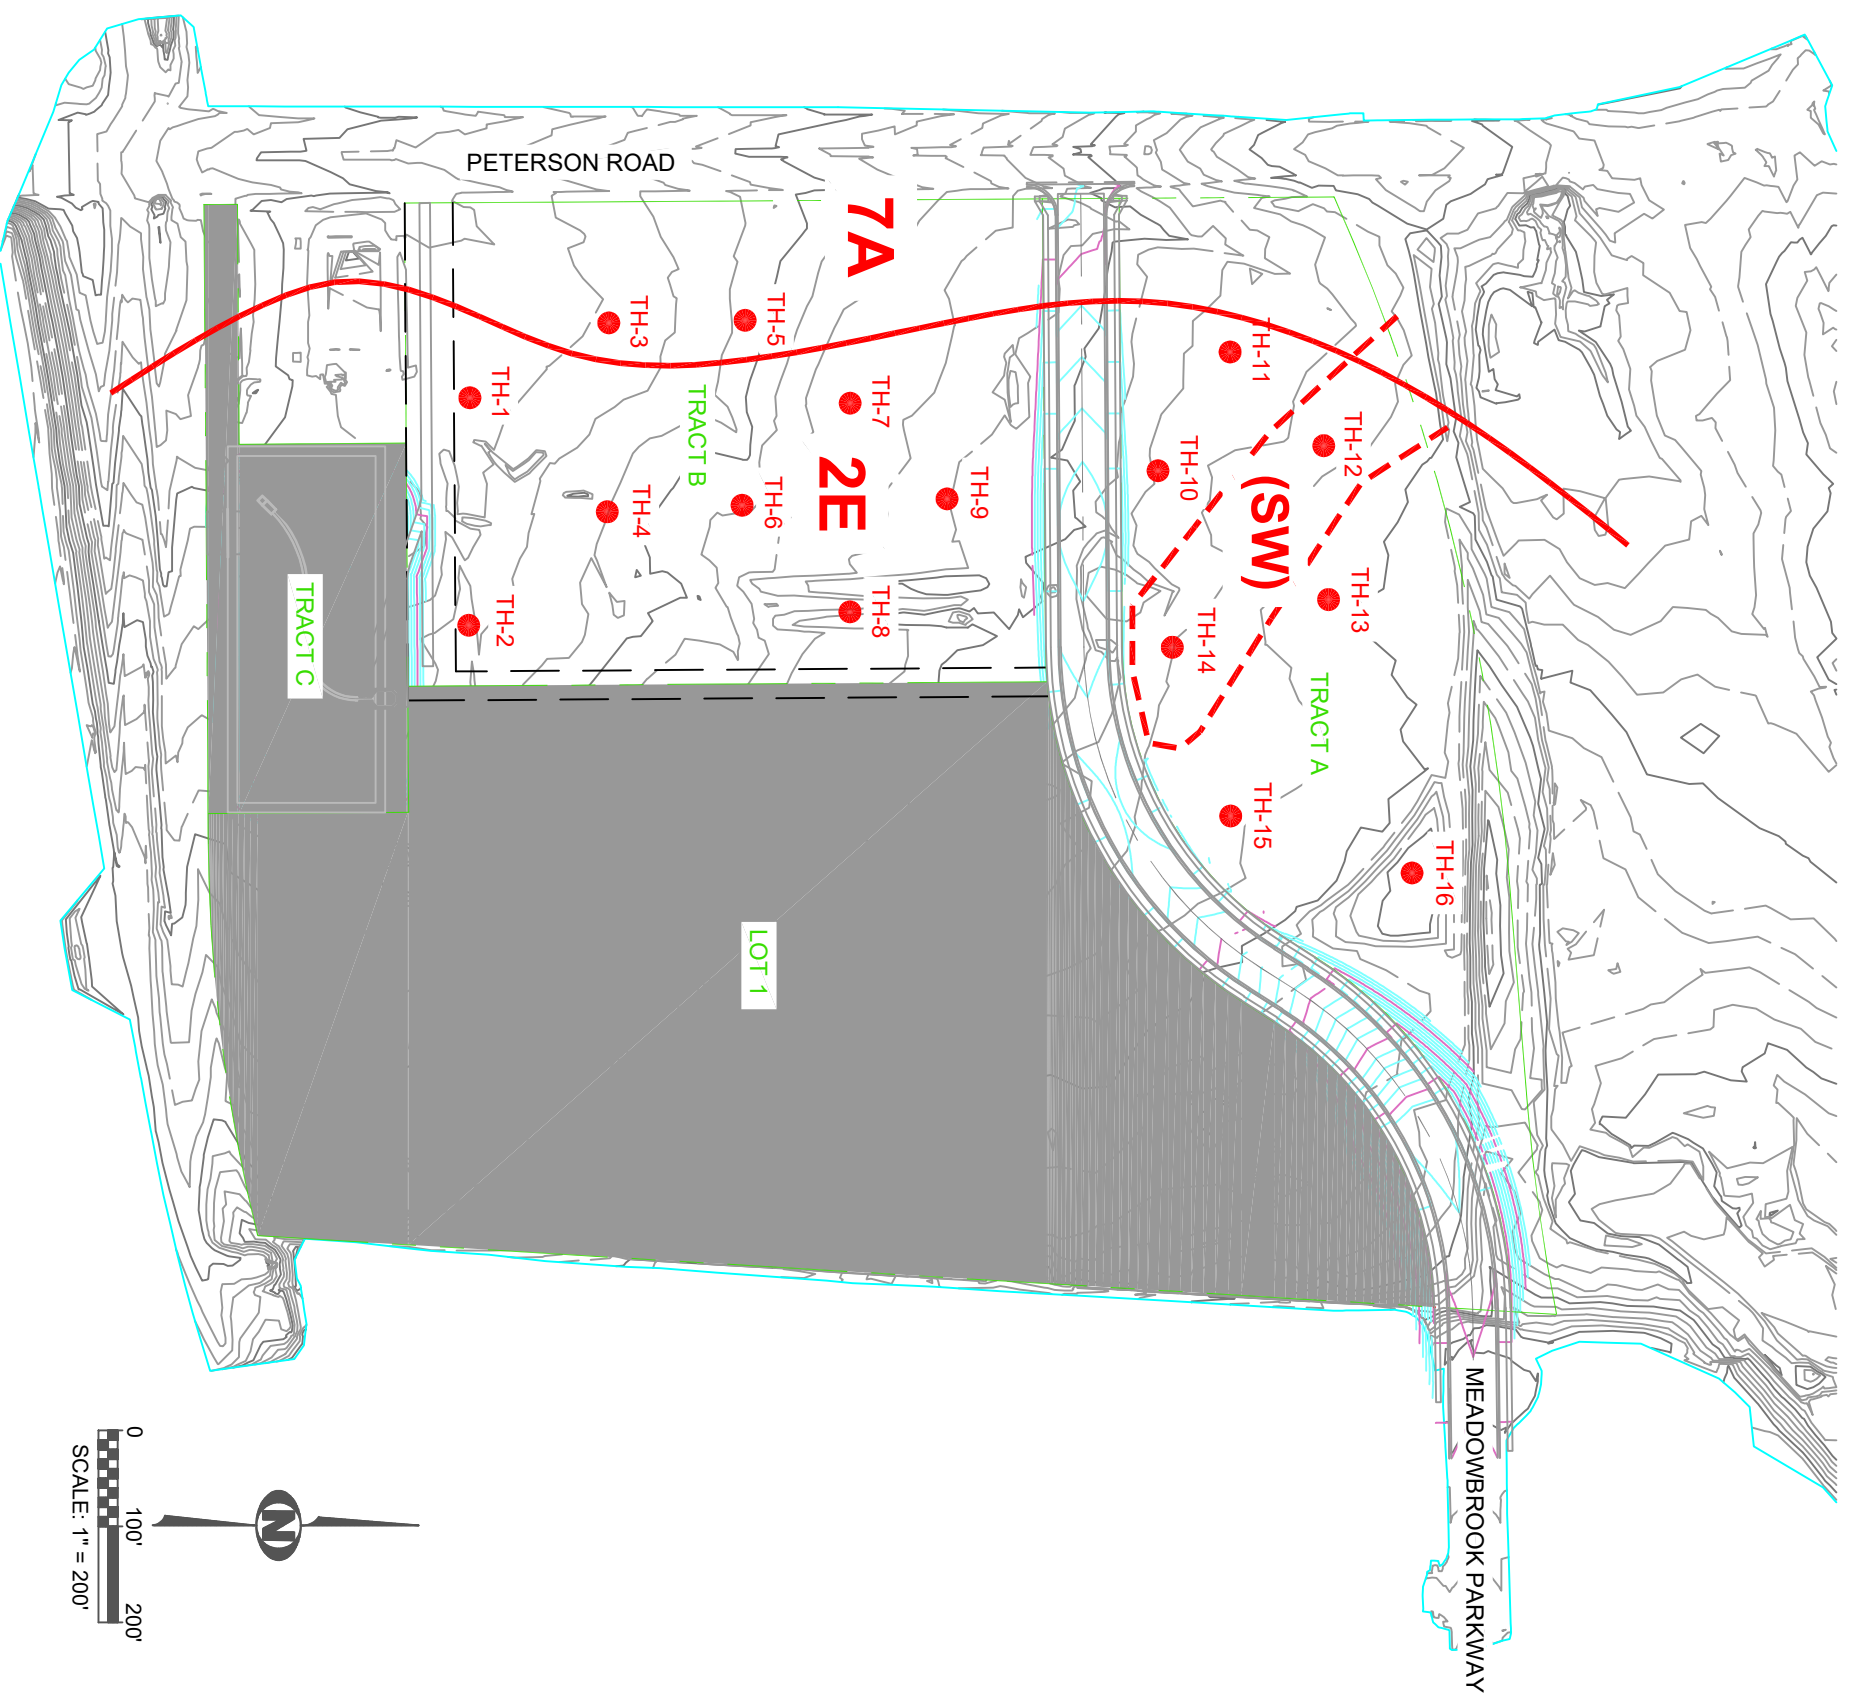 PETERSON ROAD
7A
TH-3
TH-5
TH-11
TH-1
TRACT B
TH-7
TH-12
2E
TH-10
TH-9
(SW)
TH-4
TH-6
TH-2
TH-8
TH-13
TH-14
TRACT C
TRACT A
TH-15
TH-16
LOT 1
MEADOWBROOK PARKWAY
N
0
100'
200'
SCALE: 1" = 200'